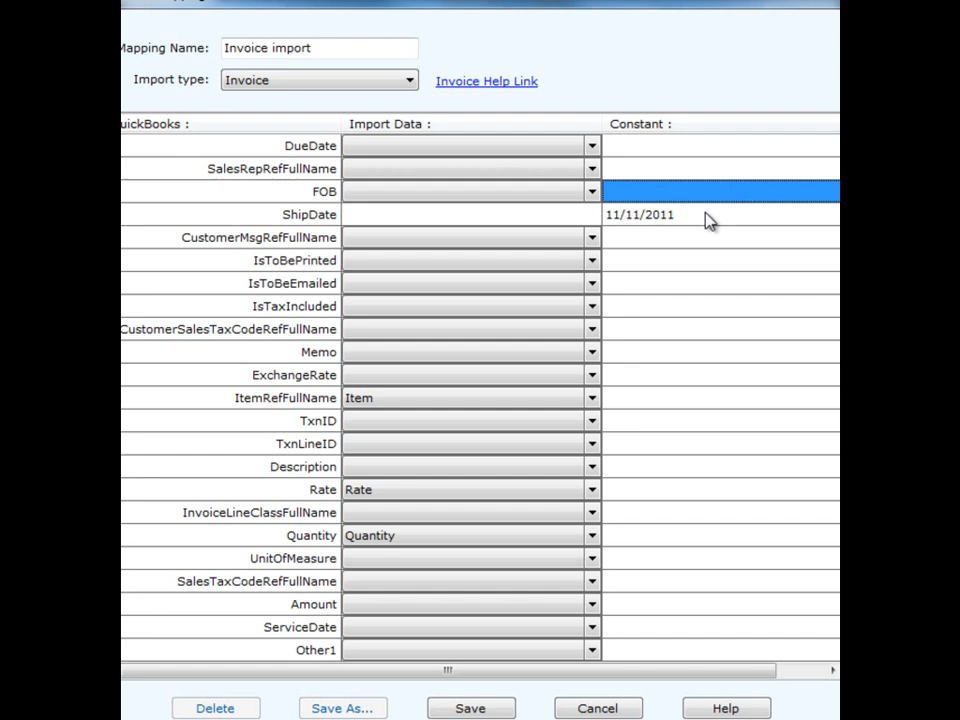 Mapping Name: Invoice import
Import type: Invoice Invoice Help Link
uickBooks : Import Data : Constant :
DueDate
SalesRepRefFullName
FOB
ShipDate 11/11/2011
CustomerMsgRefFullName
IsToBePrinted
IsToBeEmailed
IsTaxIncluded
CustomerSalesTaxCodeRefFullName
Memo
ExchangeRate
ItemRefFullName Item
TxnID
TxnLineID
Description
Rate Rate
InvoiceLineClassFullName
Quantity Quantity
UnitOfMeasure
SalesTaxCodeRefFullName
Amount
ServiceDate
Other1
Delete Save As... Save Cancel Help